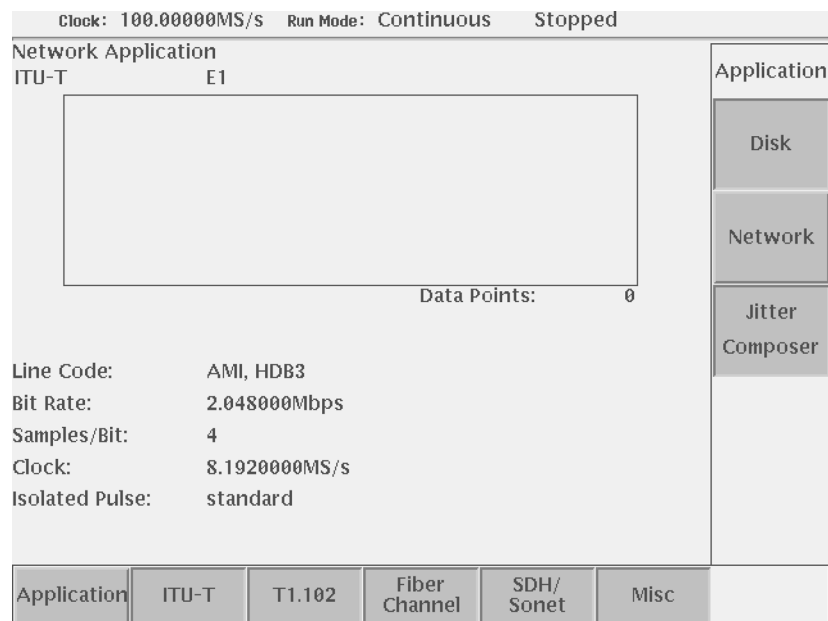 Clock: 100.00000MS/s Run Mode: Continuous Stopped
Network Application
ITU-T E1
Data Points: 0
Line Code: AMI, HDB3
Bit Rate: 2.048000Mbps
Samples/Bit: 4
Clock: 8.1920000MS/s
Isolated Pulse: standard
Application
Disk
Network
Jitter
Composer
Application ITU-T T1.102 Fiber Channel SDH/ Sonet Misc